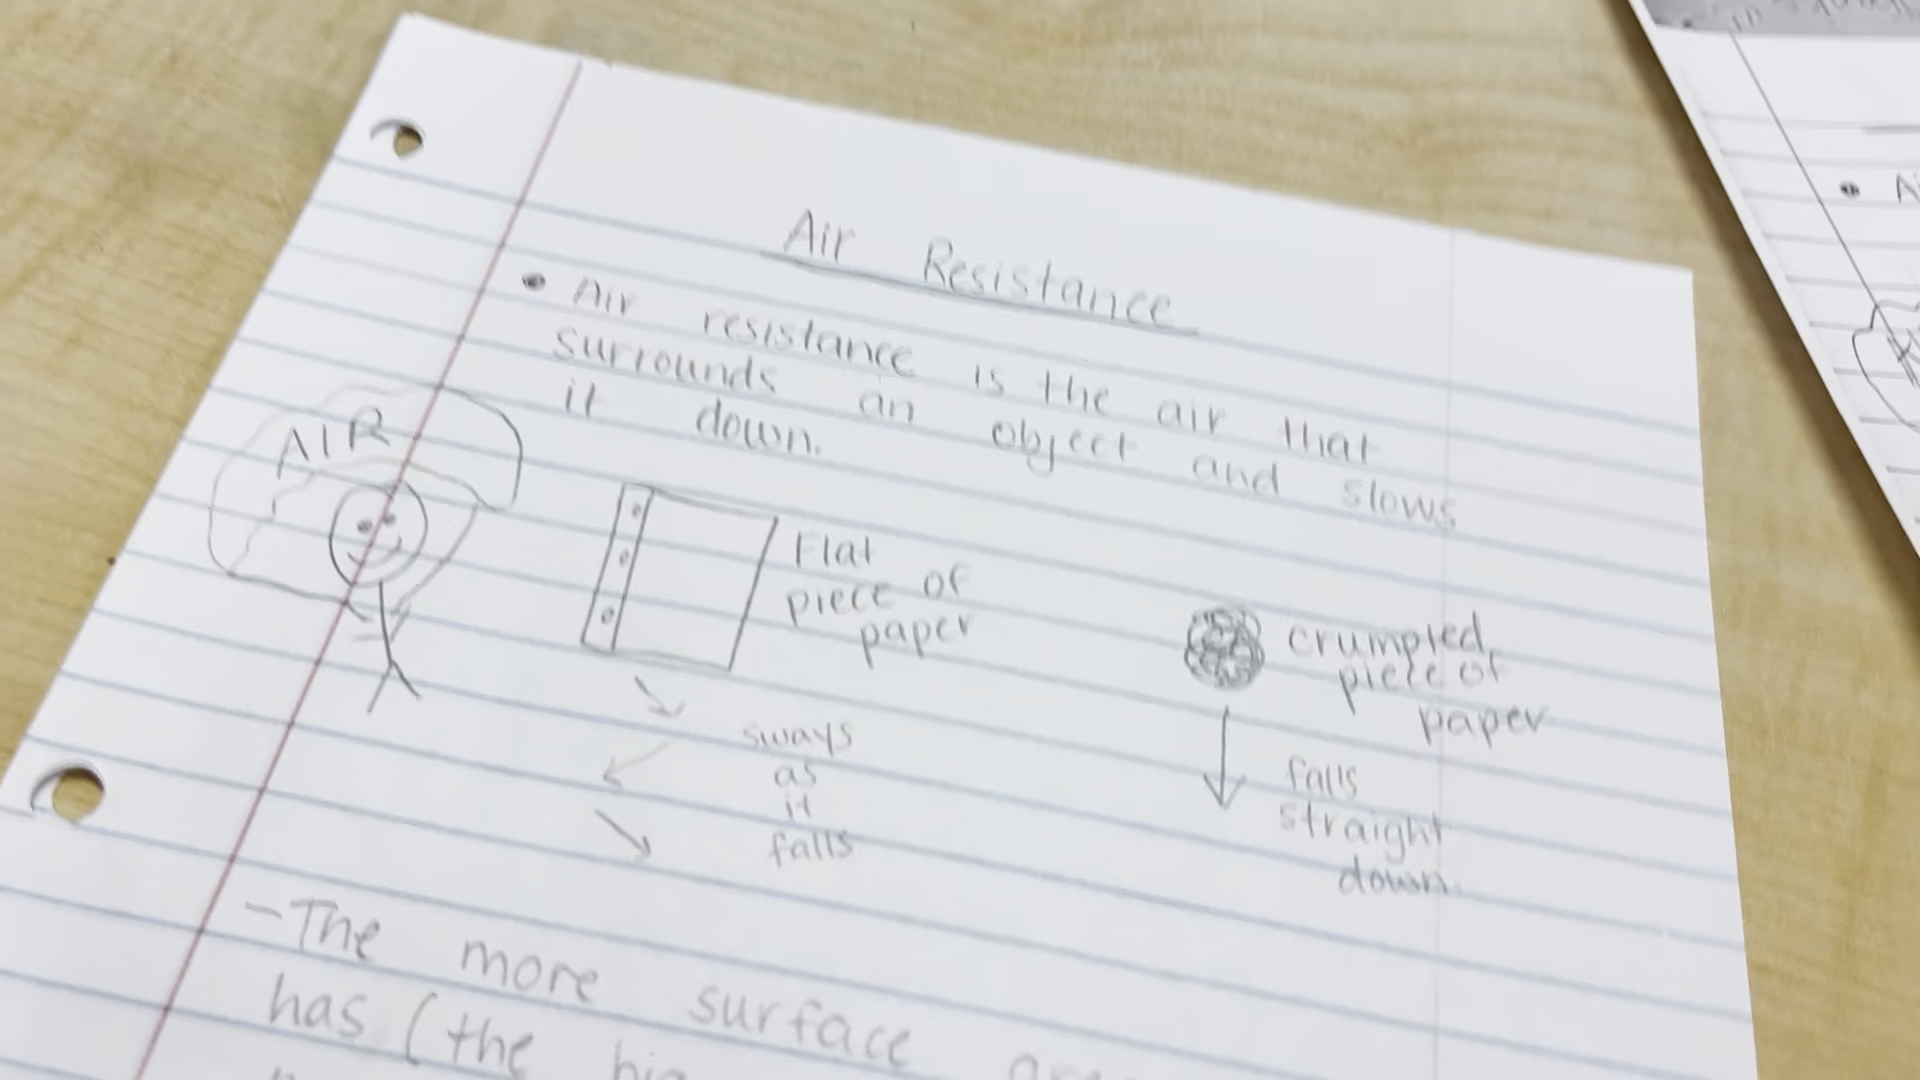 Air Resistance
• Air resistance is the air that
surrounds an object and slows
it down.
AIR
Flat
piece of
paper
sways
as
it
falls
crumpled
piece of
paper
falls
straight
down.
-The more surface
has (the